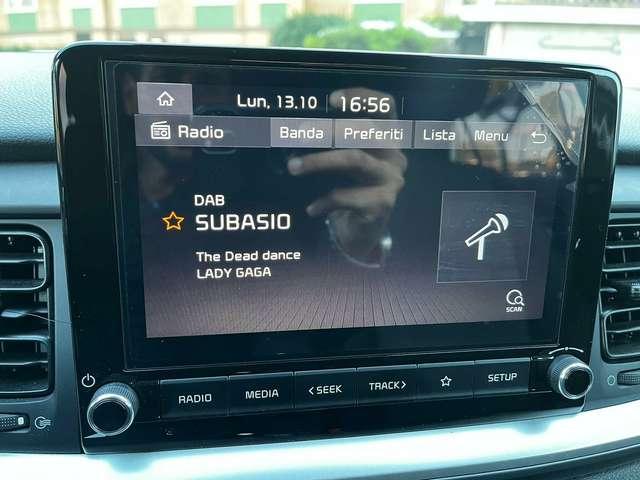 Lun, 13.10 16:56
Radio Banda Preferiti Lista Menu
DAB
SUBASIO
The Dead dance
LADY GAGA
SCAN
RADIO MEDIA <SEEK TRACK> SETUP